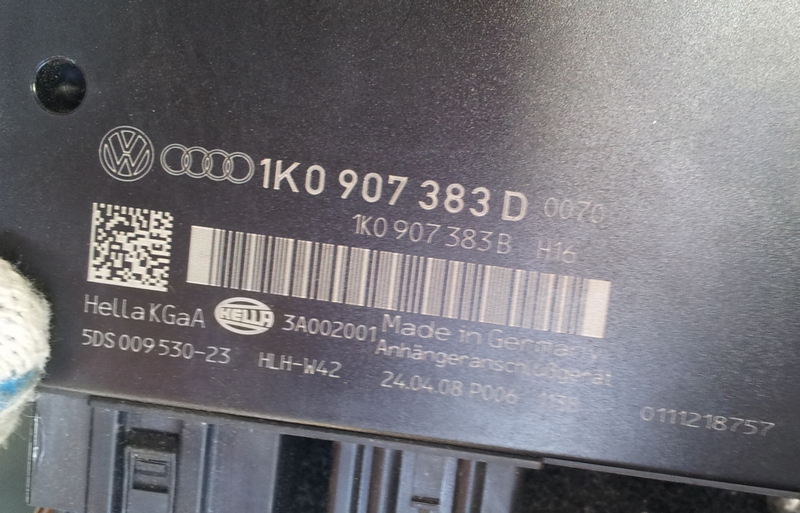 1K0 907 383 D 0070
1K0 907 383 B H16
Hella KGaA HELLA 3A002001 Made in Germany
5DS 009 530-23 HLH-W42 Anhängeranschlußgerät
24.04.08 P006
0111218757